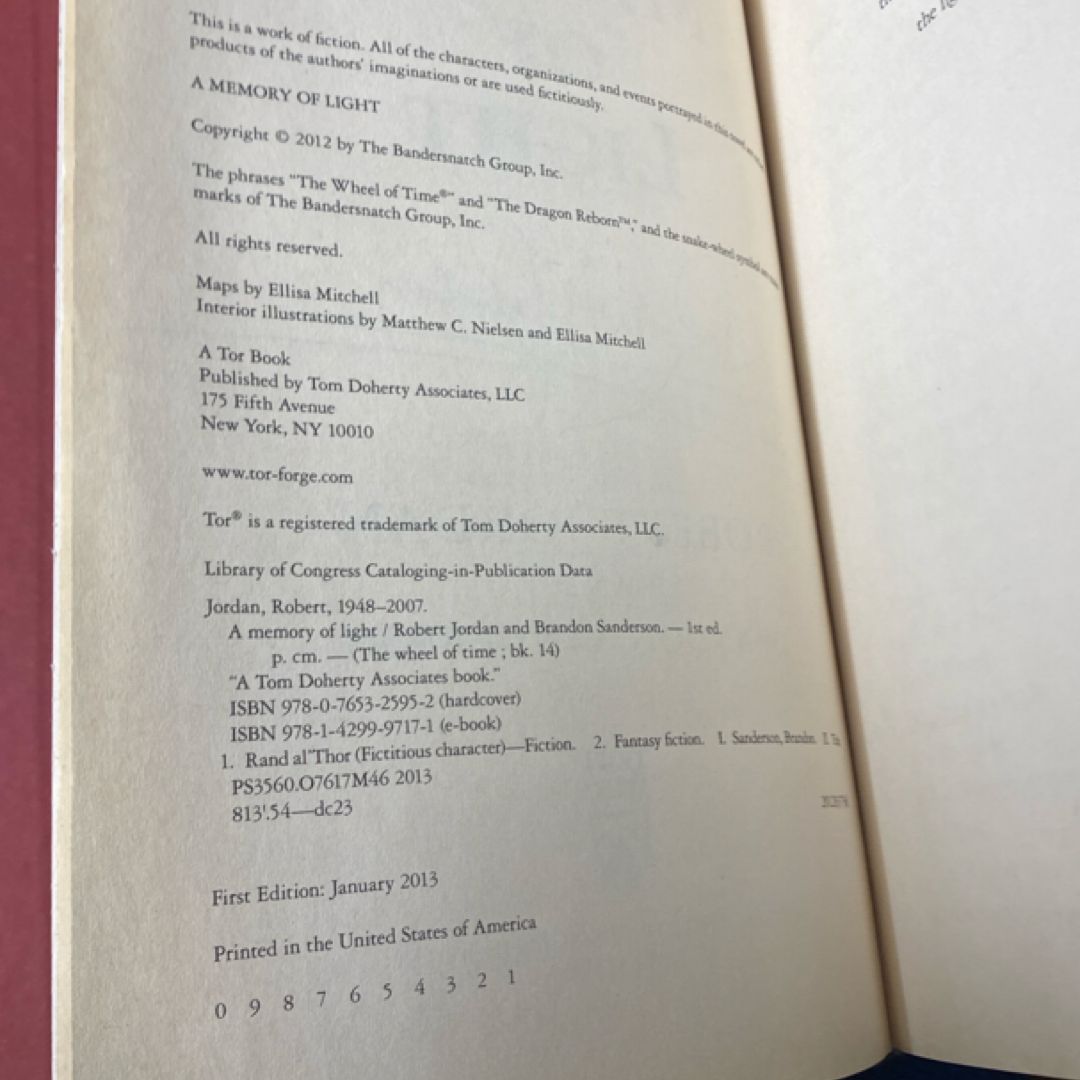 This is a work of fiction. All of the characters, organizations, and events portrayed in this novel are
products of the authors' imaginations or are used fictitiously.
A MEMORY OF LIGHT
Copyright © 2012 by The Bandersnatch Group, Inc.
The phrases "The Wheel of Time®" and "The Dragon Reborn™," and the snake-wheel symbol
marks of The Bandersnatch Group, Inc.
All rights reserved.
Maps by Ellisa Mitchell
Interior illustrations by Matthew C. Nielsen and Ellisa Mitchell
A Tor Book
Published by Tom Doherty Associates, LLC
175 Fifth Avenue
New York, NY 10010
www.tor-forge.com
Tor® is a registered trademark of Tom Doherty Associates, LLC.
Library of Congress Cataloging-in-Publication Data
Jordan, Robert, 1948–2007.
A memory of light / Robert Jordan and Brandon Sanderson. — 1st ed.
p. cm. — (The wheel of time ; bk. 14)
"A Tom Doherty Associates book."
ISBN 978-0-7653-2595-2 (hardcover)
ISBN 978-1-4299-9717-1 (e-book)
1. Rand al'Thor (Fictitious character)—Fiction. 2. Fantasy fiction. I. Sanderson, Brandon.
PS3560.O7617M46 2013
813'.54—dc23
First Edition: January 2013
Printed in the United States of America
0 9 8 7 6 5 4 3 2 1
the